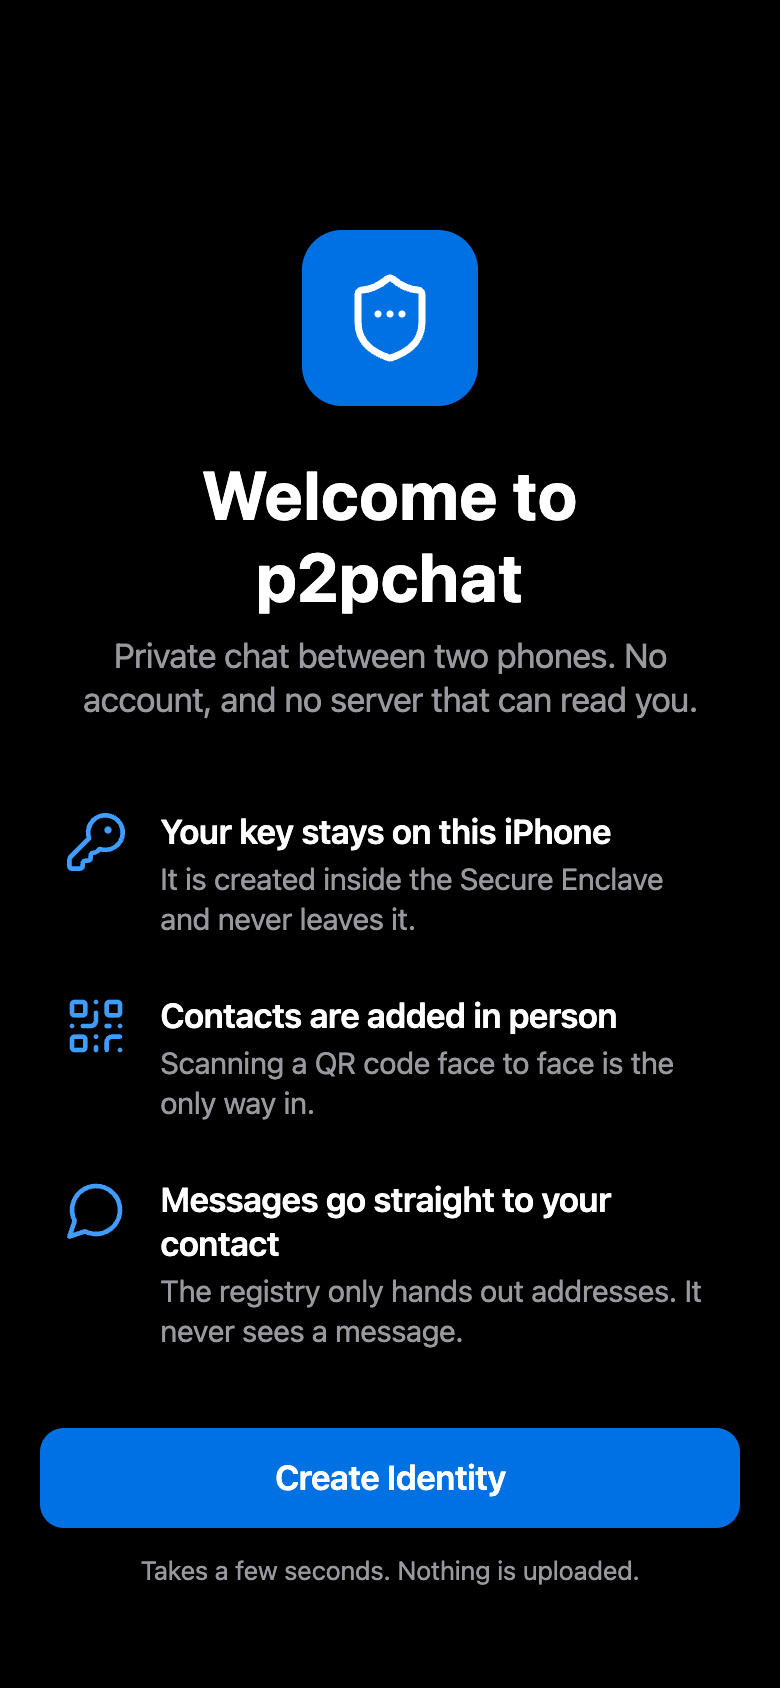 Welcome to
p2pchat
Private chat between two phones. No
account, and no server that can read you.
Your key stays on this iPhone
It is created inside the Secure Enclave
and never leaves it.
Contacts are added in person
Scanning a QR code face to face is the
only way in.
Messages go straight to your
contact
The registry only hands out addresses. It
never sees a message.
Create Identity
Takes a few seconds. Nothing is uploaded.